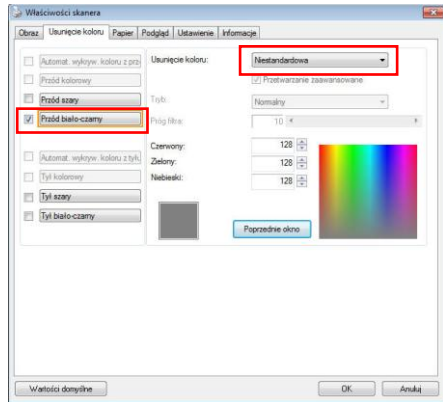 Właściwości skanera
Obraz Usunięcie koloru Papier Podgląd Ustawienie Informacje
Automat. wykryw. koloru z prz
Przód kolorowy
Przód szary
Przód biało-czarny
Automat. wykryw. koloru z tyłu
Tył kolorowy
Tył szary
Tył biało-czarny
Usunięcie koloru: Niestandardowa
Przetwarzanie zaawansowane
Tryb: Normalny
Próg filtra: 10
Czerwony: 128
Zielony: 128
Niebieski: 128
Poprzednie okno
Wartości domyślne OK Anuluj